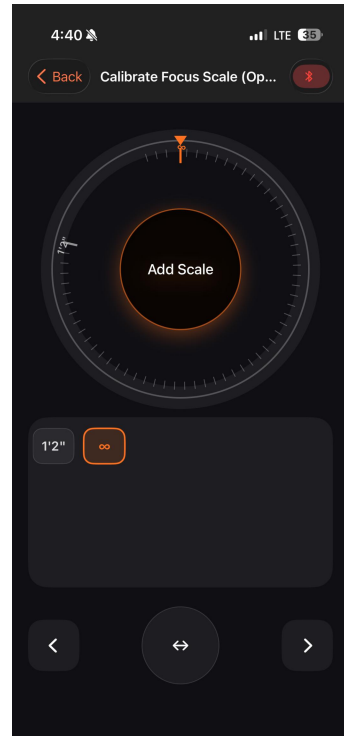 4:40 LTE 35
Back Calibrate Focus Scale (Op...
∞
1'2"
Add Scale
1'2" ∞